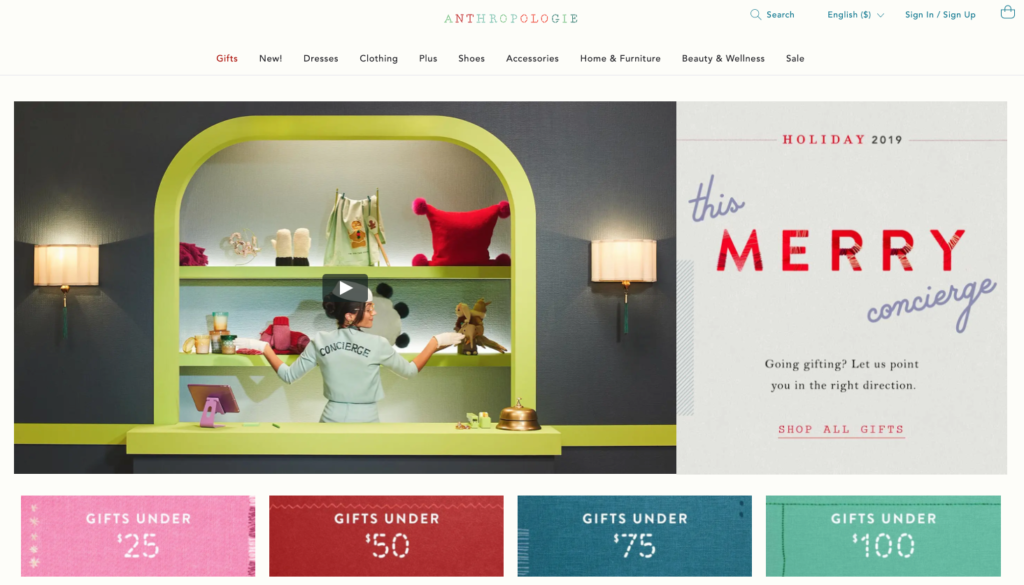 ANTHROPOLOGIE
Search
English ($)
Sign In / Sign Up
Gifts
New!
Dresses
Clothing
Plus
Shoes
Accessories
Home & Furniture
Beauty & Wellness
Sale
CONCIERGE
HOLIDAY 2019
this
MERRY
concierge
Going gifting? Let us point
you in the right direction.
SHOP ALL GIFTS
GIFTS UNDER
$25
GIFTS UNDER
$50
GIFTS UNDER
$75
GIFTS UNDER
$100